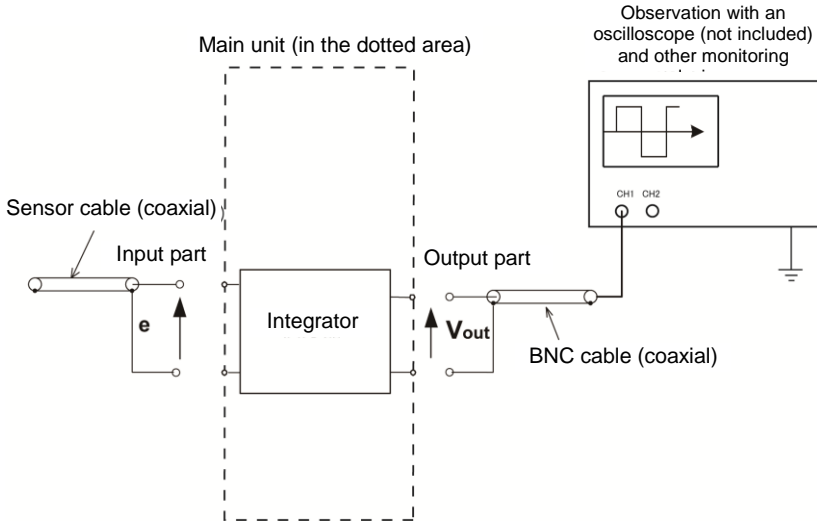 Observation with an
oscilloscope (not included)
and other monitoring
Main unit (in the dotted area)
CH1 CH2
Sensor cable (coaxial)
Input part
Output part
e
Integrator
Vout
BNC cable (coaxial)